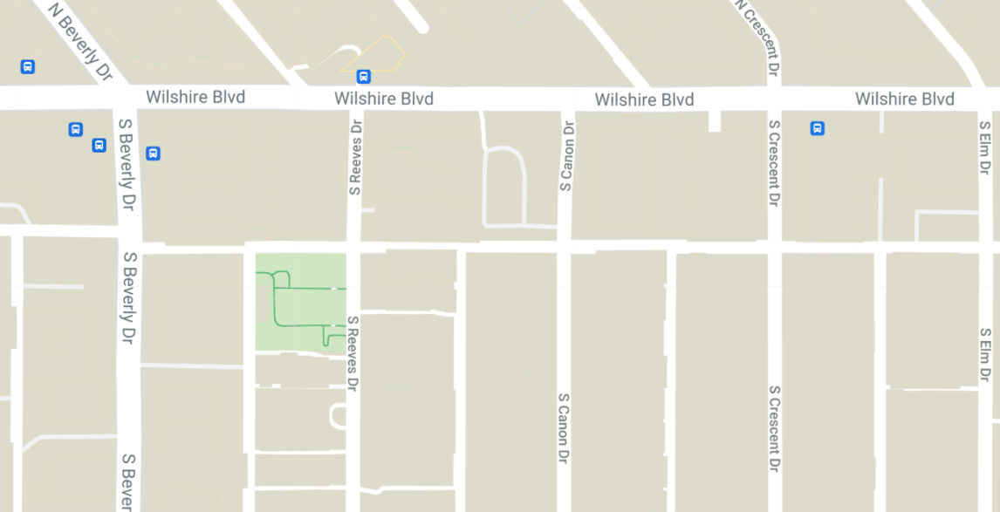 N Beverly Dr
N Crescent Dr
Wilshire Blvd
Wilshire Blvd
Wilshire Blvd
Wilshire Blvd
S Beverly Dr
S Reeves Dr
S Canon Dr
S Crescent Dr
S Elm Dr
S Beverly Dr
S Reeves Dr
S Elm Dr
S Canon Dr
S Crescent Dr
S Bever